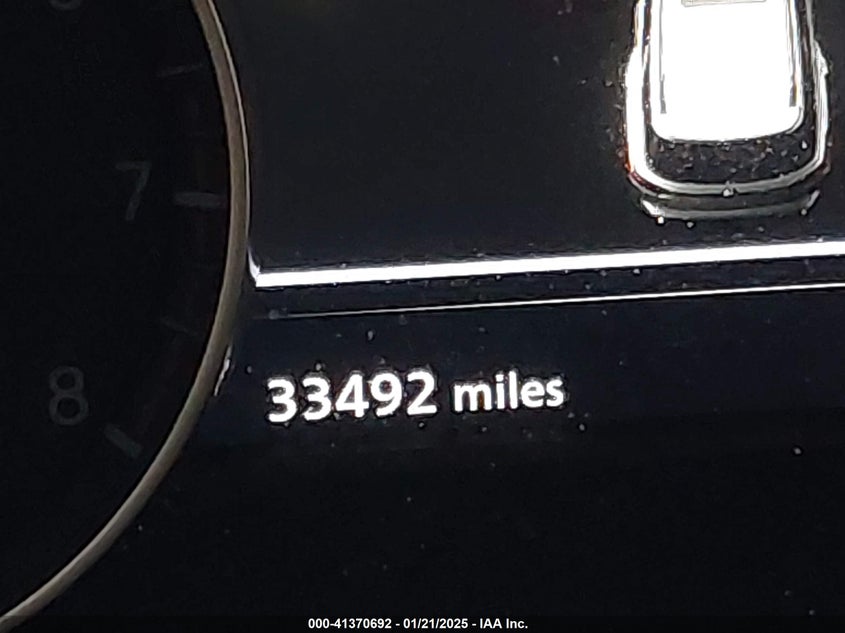 7
8
33492 miles
000-41370692 - 01/21/2025 - IAA Inc.